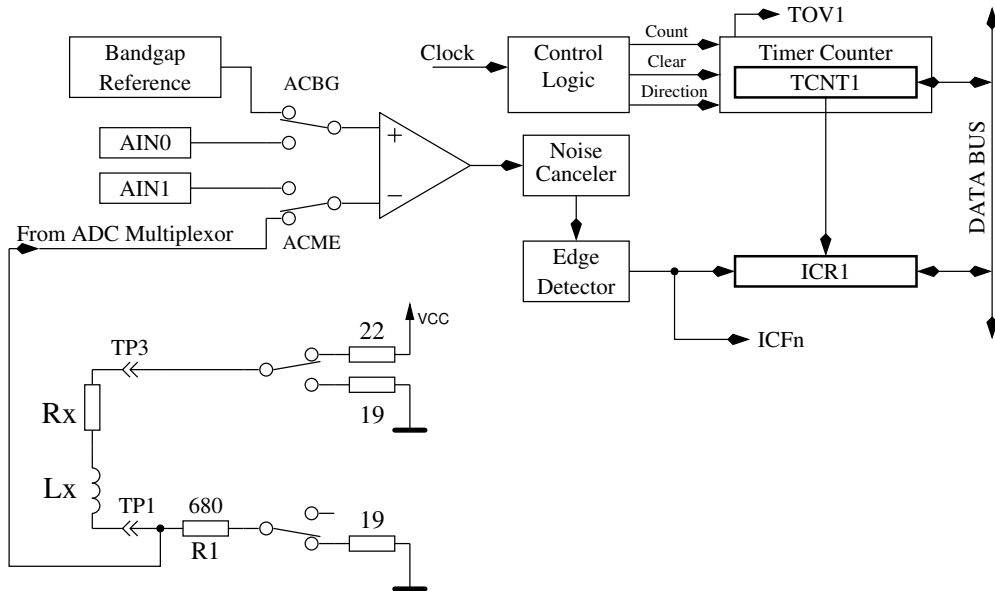 TOV1
Bandgap
Reference
ACBG
Clock
Control
Logic
Count
Clear
Direction
Timer Counter
TCNT1
AIN0
+
Noise
Canceler
AIN1
−
From ADC Multiplexor
ACME
Edge
Detector
ICR1
DATA BUS
ICFn
VCC
22
TP3
19
Rx
Lx
TP1
680
R1
19